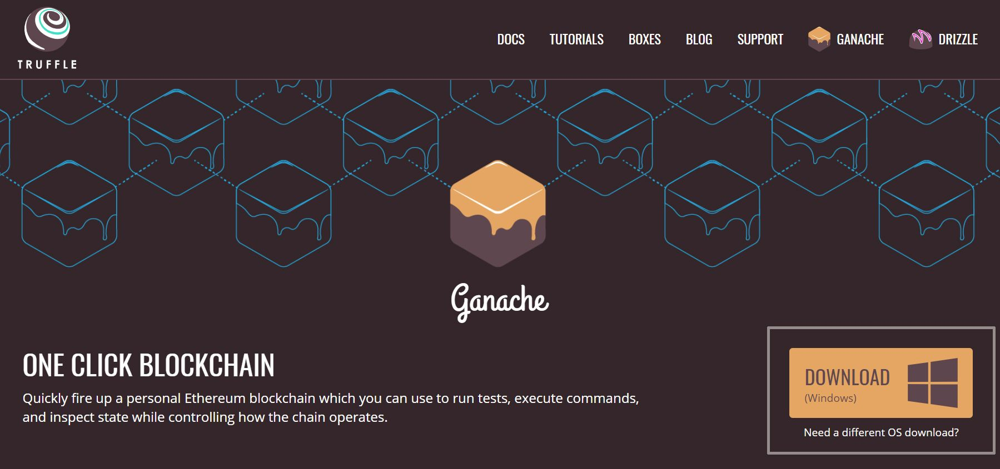 TRUFFLE
DOCS TUTORIALS BOXES BLOG SUPPORT GANACHE DRIZZLE
Ganache
ONE CLICK BLOCKCHAIN
Quickly fire up a personal Ethereum blockchain which you can use to run tests, execute commands,
and inspect state while controlling how the chain operates.
DOWNLOAD
(Windows)
Need a different OS download?